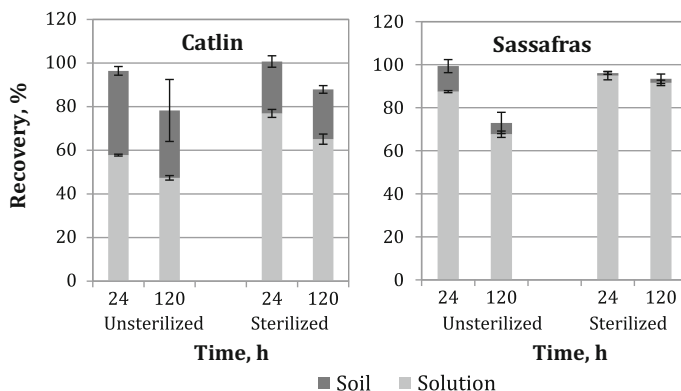 Catlin
Recovery, %
120
100
80
60
40
20
0
24 120 24 120
Unsterilized Sterilized
Time, h
Sassafras
120
100
80
60
40
20
0
24 120 24 120
Unsterilized Sterilized
Time, h
Soil Solution